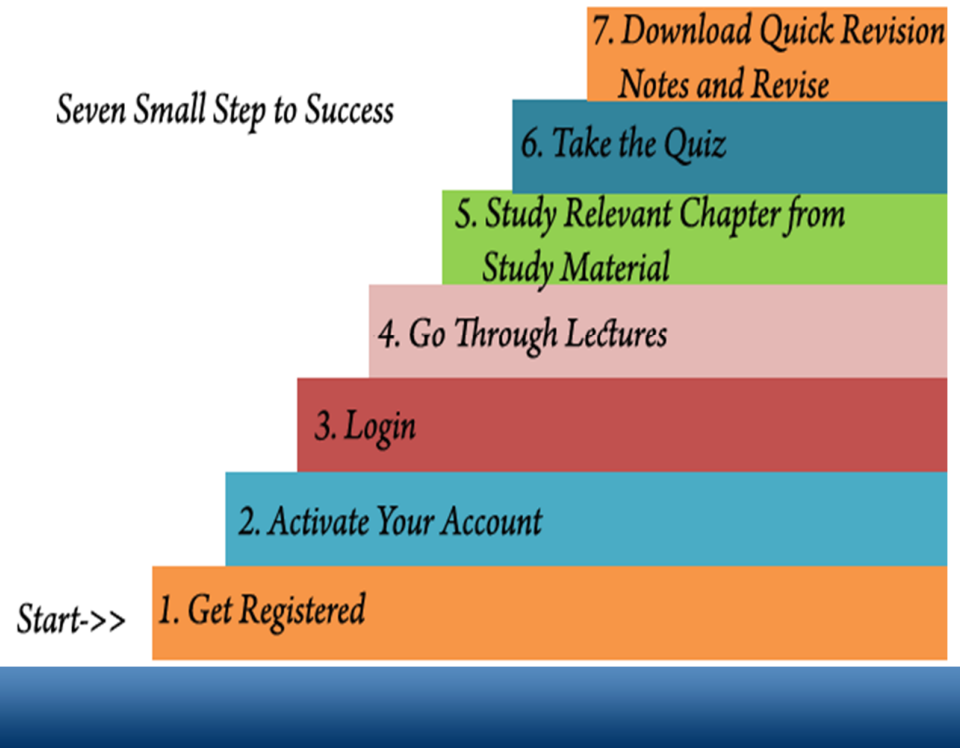 7. Download Quick Revision
Notes and Revise
Seven Small Step to Success
6. Take the Quiz
5. Study Relevant Chapter from
Study Material
4. Go Through Lectures
3. Login
2. Activate Your Account
Start->> 1. Get Registered